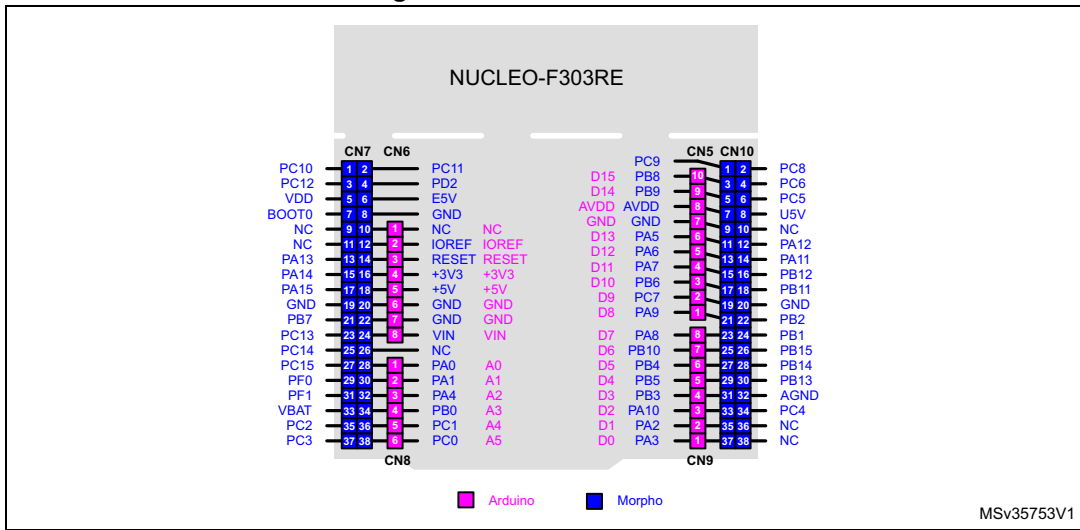 NUCLEO-F303RE
CN7 CN6 CN5 CN10
PC10 1 2 PC11 PC9 1 2 PC8
PC12 3 4 PD2 D15 PB8 10 3 4 PC6
VDD 5 6 E5V D14 PB9 9 5 6 PC5
BOOT0 7 8 GND AVDD AVDD 8 7 8 U5V
NC 9 10 1 NC NC GND GND 7 9 10 NC
NC 11 12 2 IOREF IOREF D13 PA5 6 11 12 PA12
PA13 13 14 3 RESET RESET D12 PA6 5 13 14 PA11
PA14 15 16 4 +3V3 +3V3 D11 PA7 4 15 16 PB12
PA15 17 18 5 +5V +5V D10 PB6 3 17 18 PB11
GND 19 20 6 GND GND D9 PC7 2 19 20 GND
PB7 21 22 7 GND GND D8 PA9 1 21 22 PB2
PC13 23 24 8 VIN VIN D7 PA8 8 23 24 PB1
PC14 25 26 NC D6 PB10 7 25 26 PB15
PC15 27 28 1 PA0 A0 D5 PB4 6 27 28 PB14
PF0 29 30 2 PA1 A1 D4 PB5 5 29 30 PB13
PF1 31 32 3 PA4 A2 D3 PB3 4 31 32 AGND
VBAT 33 34 4 PB0 A3 D2 PA10 3 33 34 PC4
PC2 35 36 5 PC1 A4 D1 PA2 2 35 36 NC
PC3 37 38 6 PC0 A5 D0 PA3 1 37 38 NC
CN8 CN9
Arduino Morpho
MSv35753V1